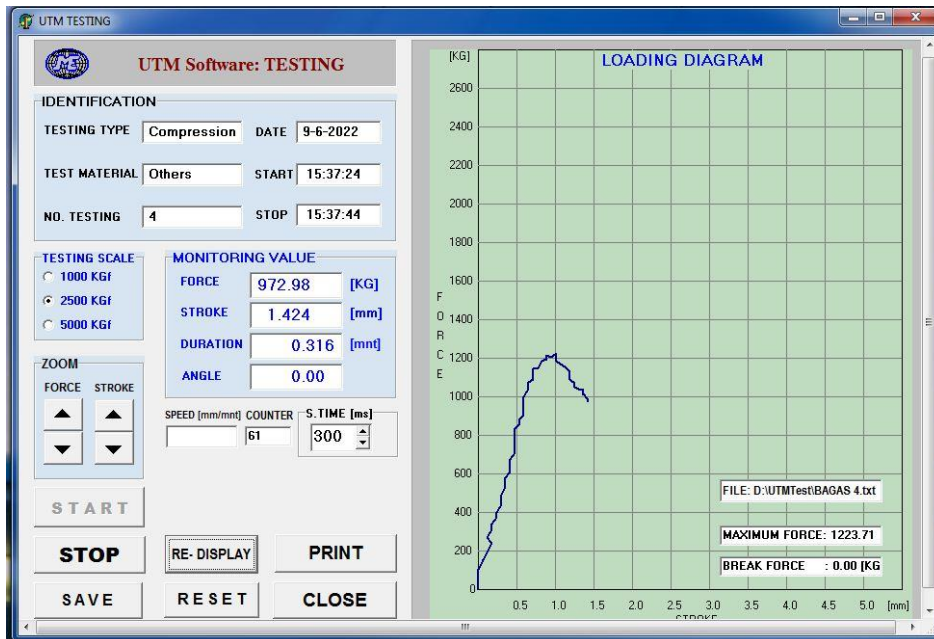 UTM TESTING
UTM Software: TESTING
IDENTIFICATION
TESTING TYPE Compression DATE 9-6-2022
TEST MATERIAL Others START 15:37:24
NO. TESTING 4 STOP 15:37:44
TESTING SCALE
1000 KGf
2500 KGf
5000 KGf
MONITORING VALUE
FORCE 972.98 [KG]
STROKE 1.424 [mm]
DURATION 0.316 [mnt]
ANGLE 0.00
ZOOM
FORCE STROKE
SPEED [mm/mnt] COUNTER S.TIME [ms]
61 300
START
STOP RE- DISPLAY PRINT
SAVE RESET CLOSE
LOADING DIAGRAM
[KG]
2600
2400
2200
2000
1800
1600
1400
1200
1000
800
600
400
200
0
FORCE
FILE: D:\UTMTest\BAGAS 4.txt
MAXIMUM FORCE: 1223.71
BREAK FORCE : 0.00 [KG
0.5 1.0 1.5 2.0 2.5 3.0 3.5 4.0 4.5 5.0 [mm]
STROKE